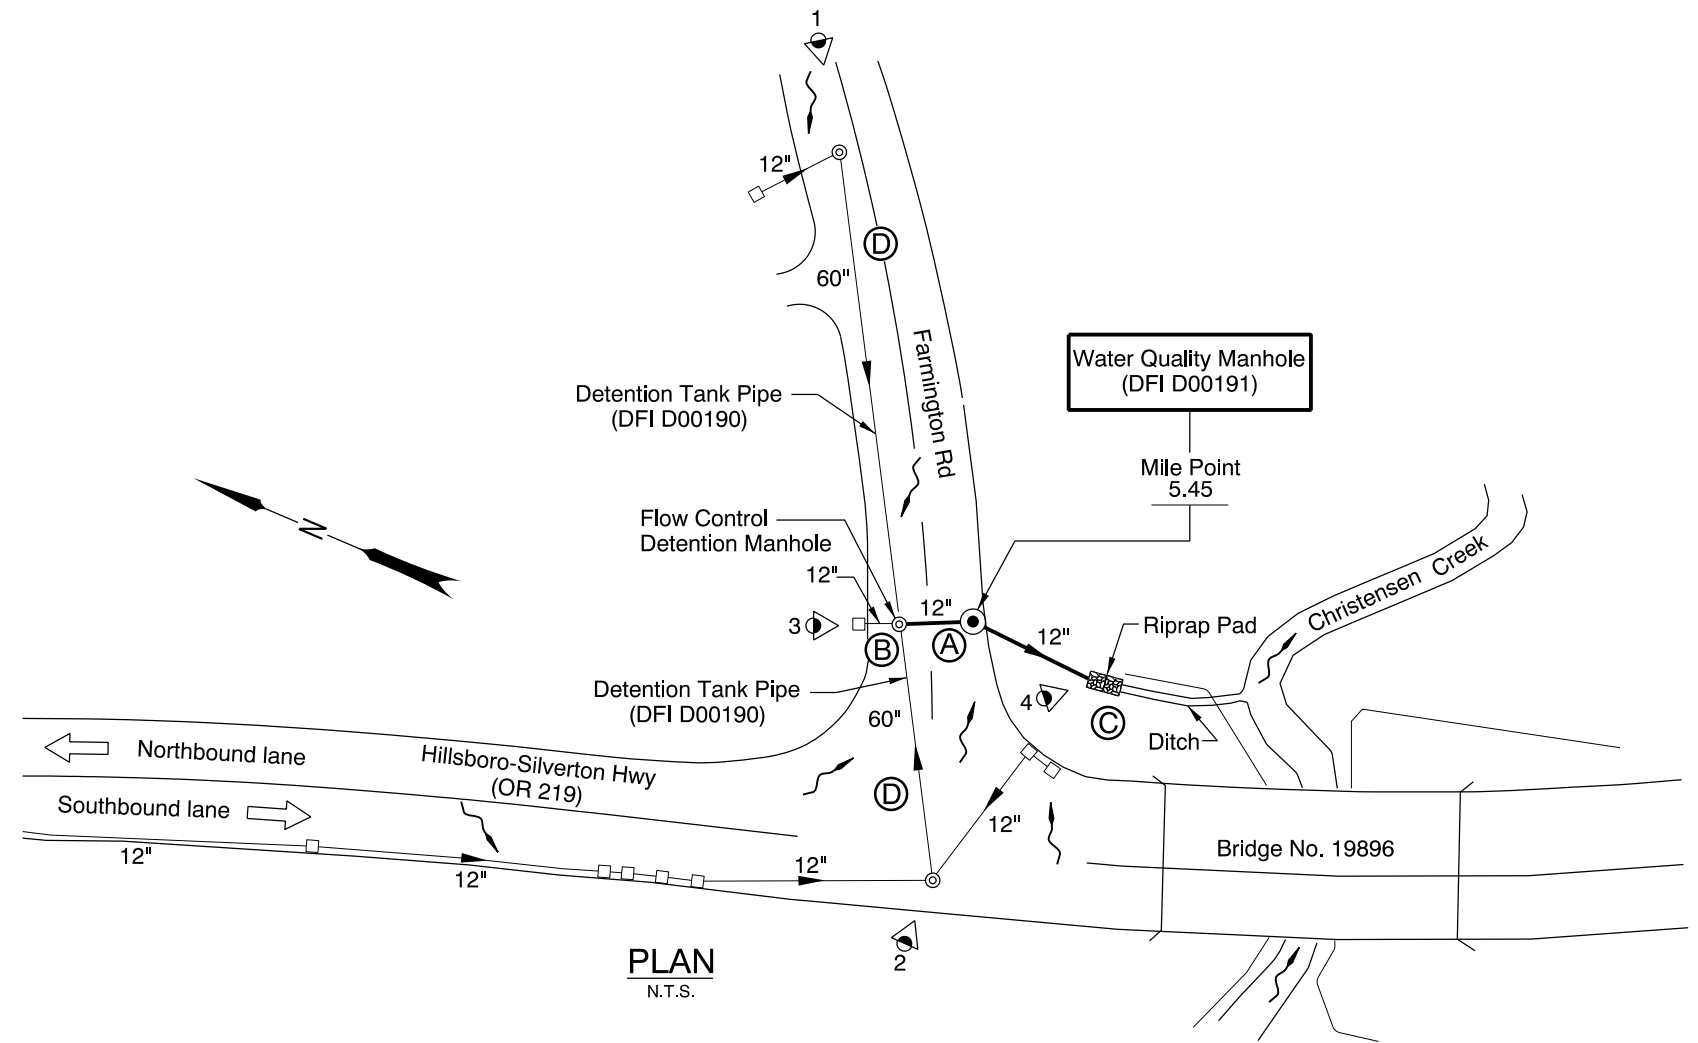 1
12"
D
60"
Farmington Rd
Water Quality Manhole
(DFI D00191)
Detention Tank Pipe
(DFI D00190)
Mile Point
5.45
N
Flow Control
Detention Manhole
12"
12"
3
B
A
12"
Riprap Pad
Christensen Creek
Detention Tank Pipe
(DFI D00190)
60"
4
C
Ditch
Northbound lane
Hillsboro-Silverton Hwy
(OR 219)
Southbound lane
D
12"
12"
12"
12"
Bridge No. 19896
2
PLAN
N.T.S.